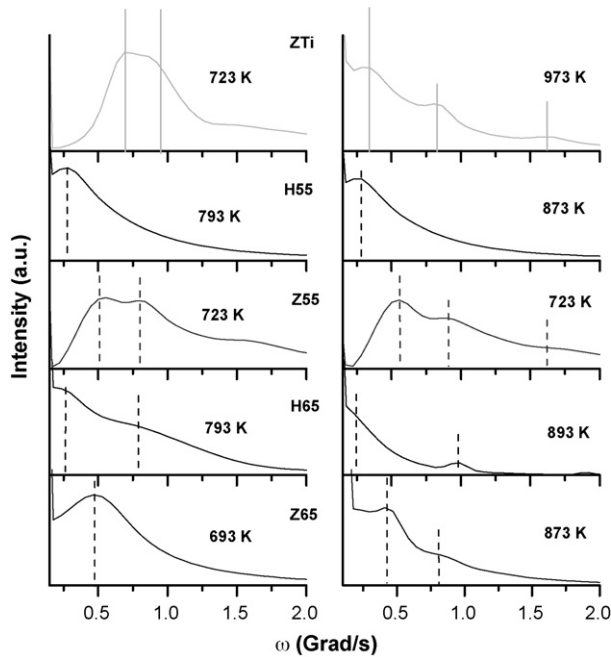 ZTi
723 K
973 K
H55
793 K
873 K
Z55
723 K
723 K
H65
793 K
893 K
Z65
693 K
873 K
Intensity (a.u.)
0.5 1.0 1.5 2.0 0.5 1.0 1.5 2.0
ω (Grad/s)